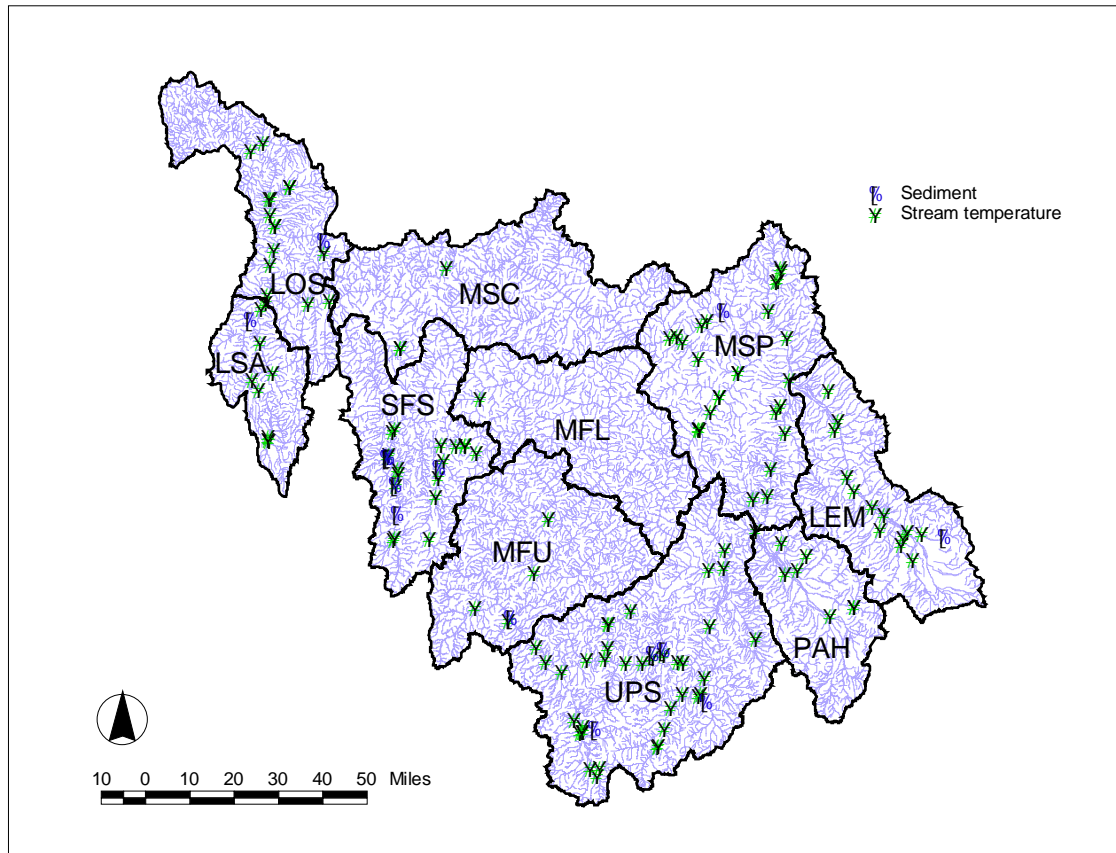 Sediment
Stream temperature
LOS
MSC
MSP
LSA
SFS
MFL
LEM
MFU
PAH
UPS
10 0 10 20 30 40 50 Miles